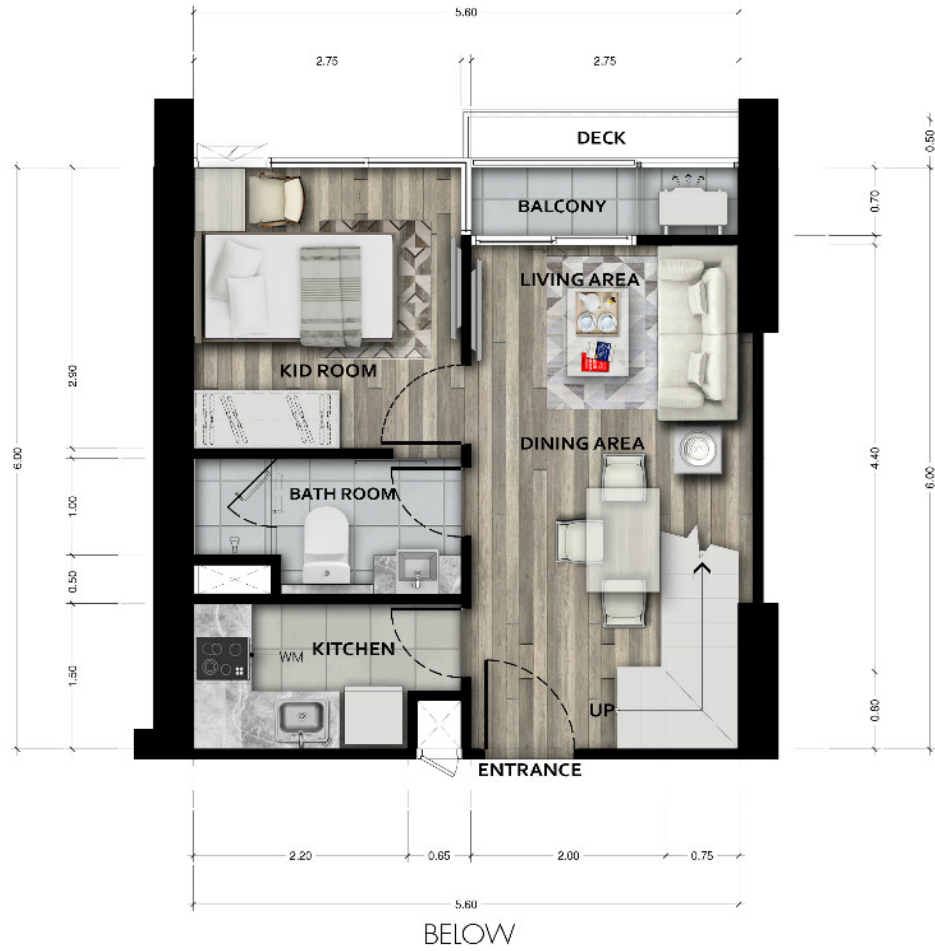 5.60
2.75
2.75
DECK
0.50
BALCONY
0.70
LIVING AREA
KID ROOM
2.90
DINING AREA
6.00
4.40
6.00
BATH ROOM
1.00
0.50
KITCHEN
WM
1.50
UP
0.80
ENTRANCE
2.20
0.65
2.00
0.75
5.60
BELOW